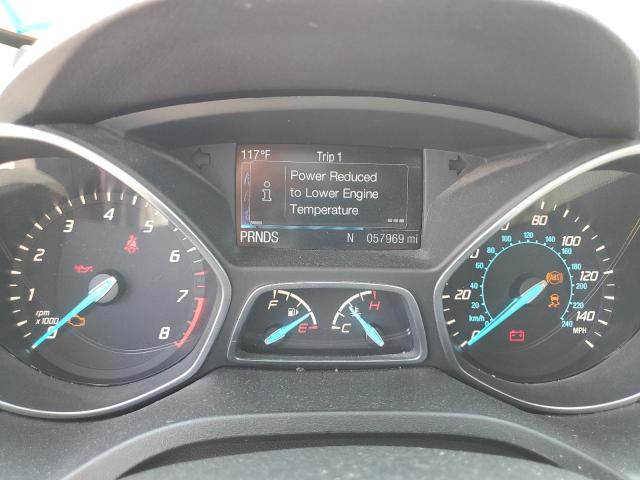 117°F Trip 1
Power Reduced
to Lower Engine
Temperature
PRNDS N 057969 mi
4 5
3 6
2 7
1 8
0
rpm
x 1000
F E
C H
0 20 40 60 80 100 120 140
MPH
0 20 40 60 80 100 120 140 160 180 200 220 240
km/h
ABS